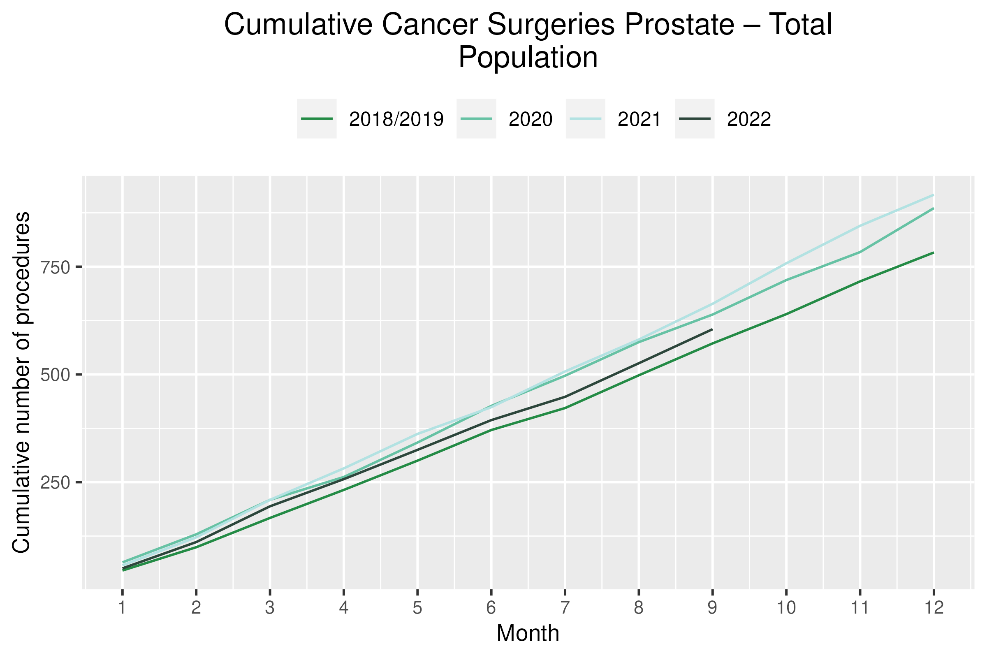 Cumulative Cancer Surgeries Prostate – Total
Population
2018/2019 2020 2021 2022
Cumulative number of procedures
750
500
250
1 2 3 4 5 6 7 8 9 10 11 12
Month